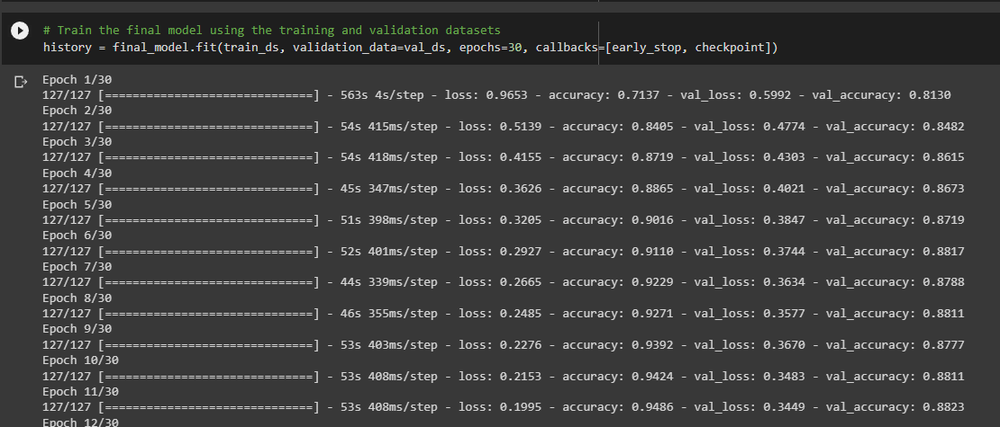 # Train the final model using the training and validation datasets
history = final_model.fit(train_ds, validation_data=val_ds, epochs=30, callbacks=[early_stop, checkpoint])
Epoch 1/30
127/127 [==============================] - 563s 4s/step - loss: 0.9653 - accuracy: 0.7137 - val_loss: 0.5992 - val_accuracy: 0.8130
Epoch 2/30
127/127 [==============================] - 54s 415ms/step - loss: 0.5139 - accuracy: 0.8405 - val_loss: 0.4774 - val_accuracy: 0.8482
Epoch 3/30
127/127 [==============================] - 54s 418ms/step - loss: 0.4155 - accuracy: 0.8719 - val_loss: 0.4303 - val_accuracy: 0.8615
Epoch 4/30
127/127 [==============================] - 45s 347ms/step - loss: 0.3626 - accuracy: 0.8865 - val_loss: 0.4021 - val_accuracy: 0.8673
Epoch 5/30
127/127 [==============================] - 51s 398ms/step - loss: 0.3205 - accuracy: 0.9016 - val_loss: 0.3847 - val_accuracy: 0.8719
Epoch 6/30
127/127 [==============================] - 52s 401ms/step - loss: 0.2927 - accuracy: 0.9110 - val_loss: 0.3744 - val_accuracy: 0.8817
Epoch 7/30
127/127 [==============================] - 44s 339ms/step - loss: 0.2665 - accuracy: 0.9229 - val_loss: 0.3634 - val_accuracy: 0.8788
Epoch 8/30
127/127 [==============================] - 46s 355ms/step - loss: 0.2485 - accuracy: 0.9271 - val_loss: 0.3577 - val_accuracy: 0.8811
Epoch 9/30
127/127 [==============================] - 53s 403ms/step - loss: 0.2276 - accuracy: 0.9392 - val_loss: 0.3670 - val_accuracy: 0.8777
Epoch 10/30
127/127 [==============================] - 53s 408ms/step - loss: 0.2153 - accuracy: 0.9424 - val_loss: 0.3483 - val_accuracy: 0.8811
Epoch 11/30
127/127 [==============================] - 53s 408ms/step - loss: 0.1995 - accuracy: 0.9486 - val_loss: 0.3449 - val_accuracy: 0.8823
Epoch 12/30